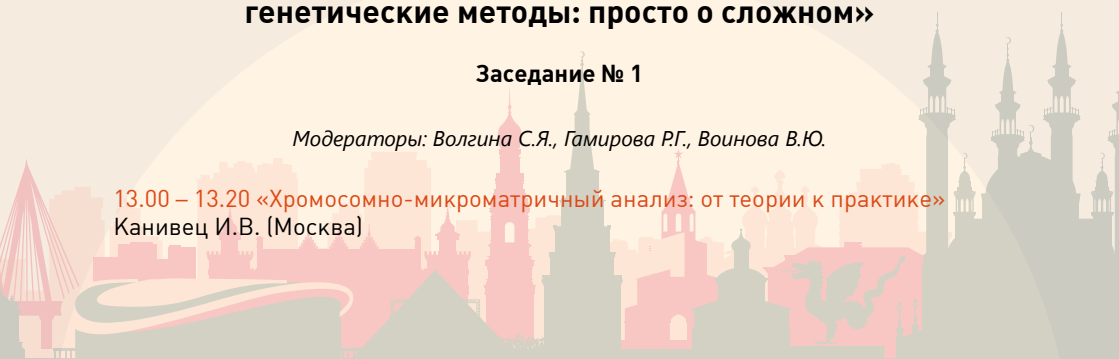 генетические методы: просто о сложном»
Заседание № 1
Модераторы: Волгина С.Я., Гамирова Р.Г., Воинова В.Ю.
13.00 – 13.20 «Хромосомно-микроматричный анализ: от теории к практике»
Канивец И.В. (Москва)